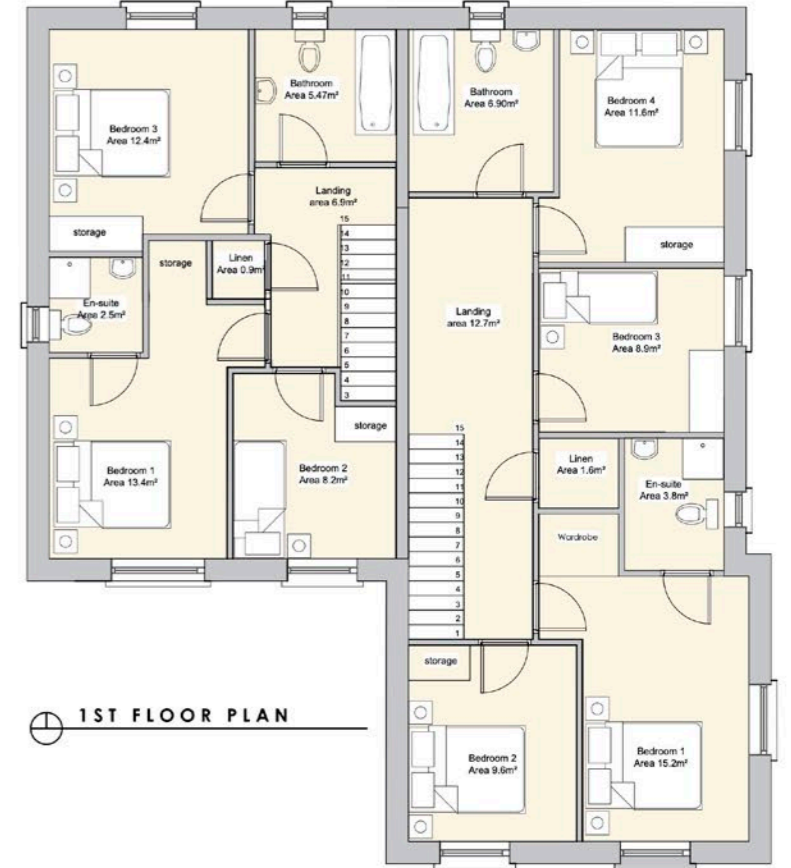 Bathroom
Area 5.47m²
Bathroom
Area 6.90m²
Bedroom 4
Area 11.6m²
Bedroom 3
Area 12.4m²
Landing
area 6.9m²
storage
storage
storage
Linen
Area 0.9m²
En-suite
Area 2.5m²
15
14
13
12
11
10
9
8
7
6
5
4
3
Landing
area 12.7m²
Bedroom 3
Area 8.9m²
storage
Bedroom 1
Area 13.4m²
Bedroom 2
Area 8.2m²
15
14
13
12
11
10
9
8
7
6
5
4
3
2
1
Linen
Area 1.6m²
En-suite
Area 3.8m²
Wardrobe
storage
1ST FLOOR PLAN
Bedroom 2
Area 9.6m²
Bedroom 1
Area 15.2m²